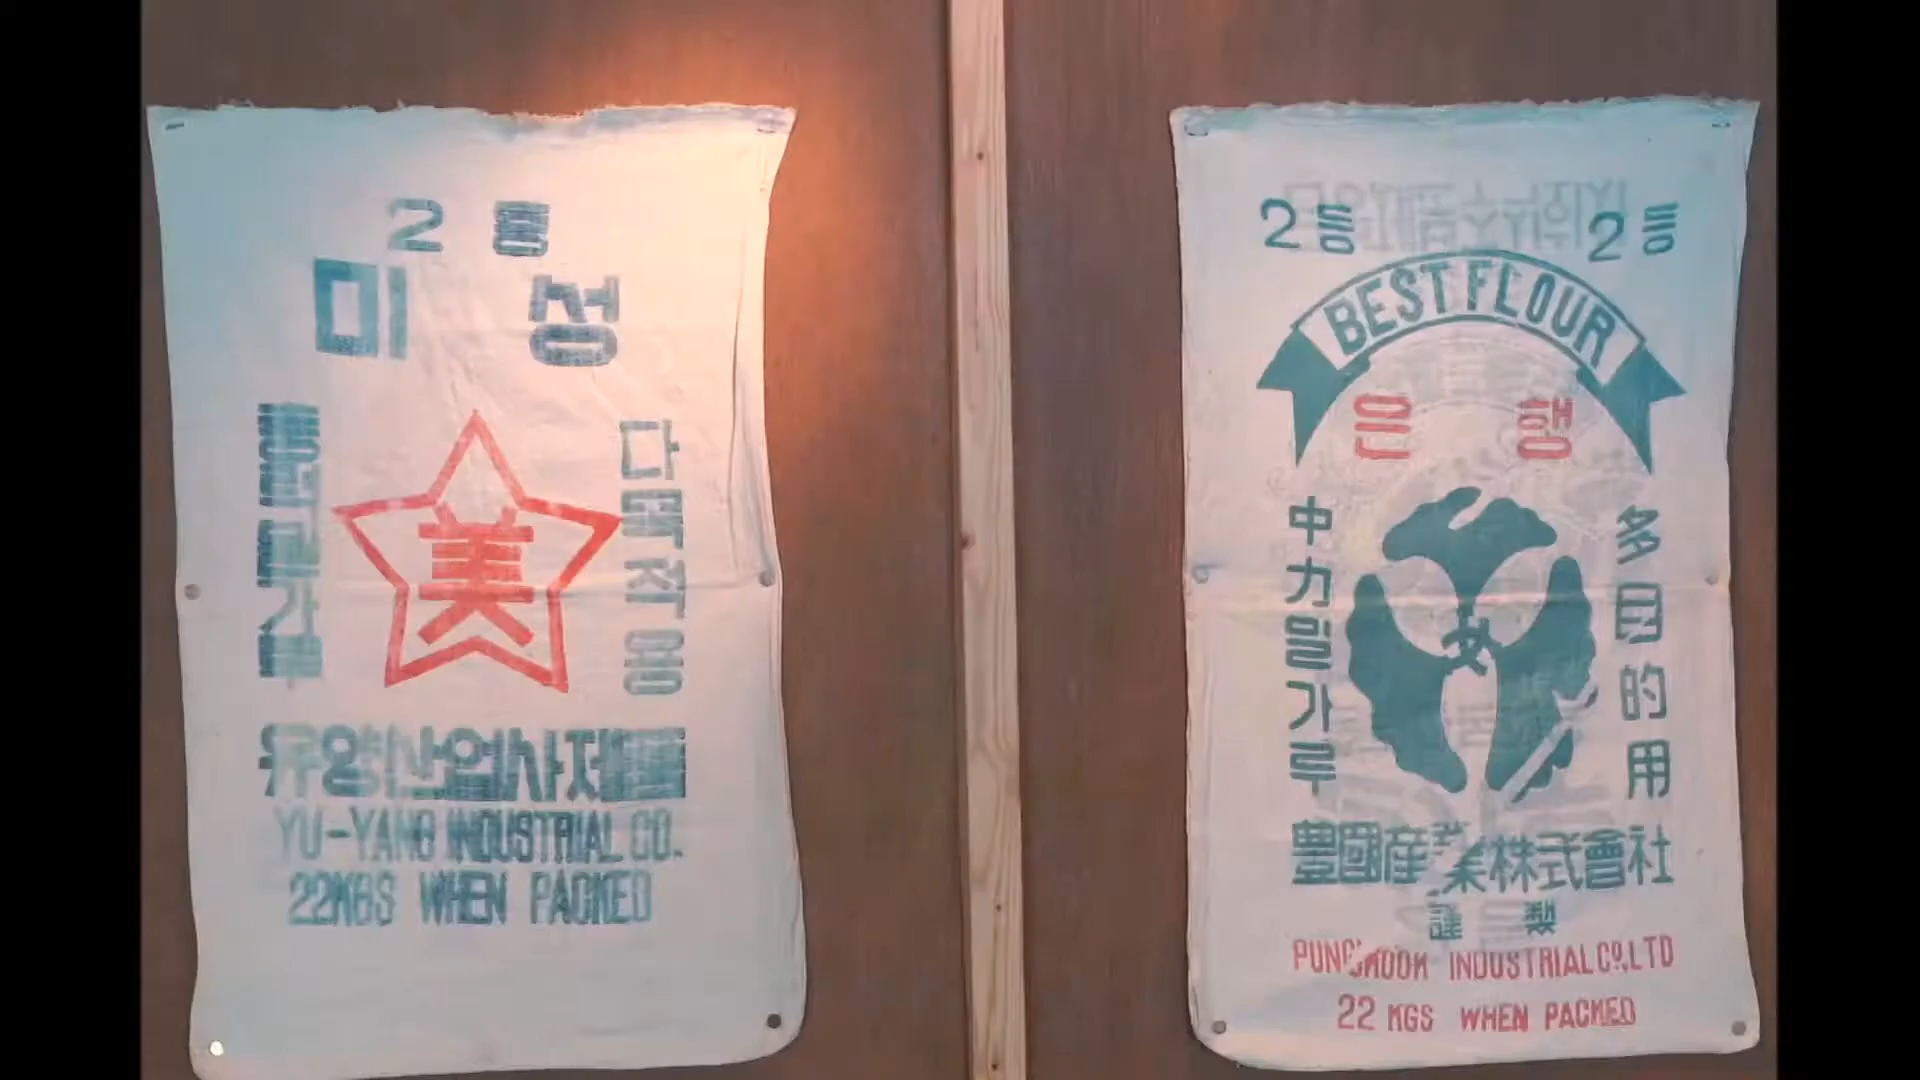 2 등
미 성
중력밀가루
美
다목적용
유양산업사제품
YU-YANG INDUSTRIAL CO.
22KGS WHEN PACKED
2등 2등
BEST FLOUR
은 행
中力밀가루
多目的用
豊國産業株式會社
謹製
PUNGKOOK INDUSTRIAL CO.,LTD
22 KGS WHEN PACKED